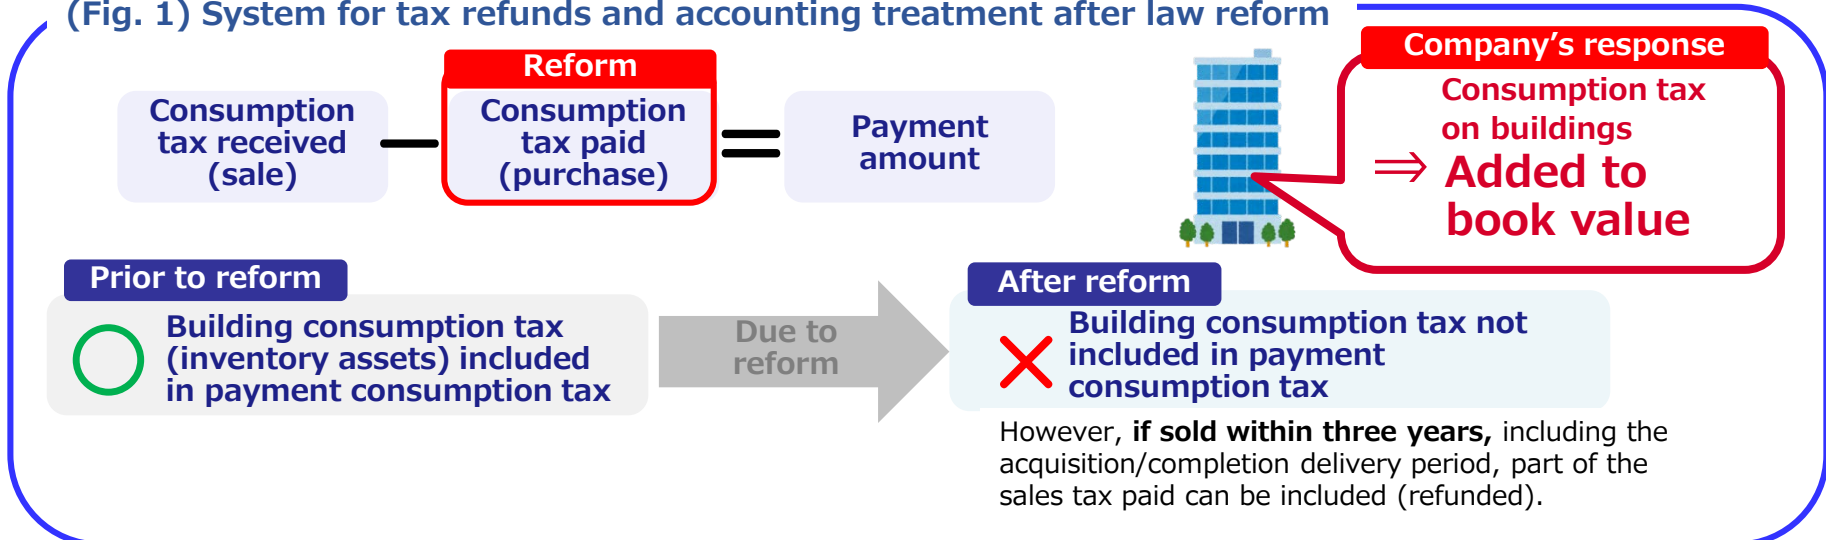 (Fig. 1) System for tax refunds and accounting treatment after law reform
Reform
Consumption
tax received
(sale)
Consumption
tax paid
(purchase)
Payment
amount
Company’s response
Consumption tax
on buildings
⇒ Added to
book value
Prior to reform
Building consumption tax
(inventory assets) included
in payment consumption tax
Due to
reform
After reform
Building consumption tax not
included in payment
consumption tax
However, if sold within three years, including the
acquisition/completion delivery period, part of the
sales tax paid can be included (refunded).